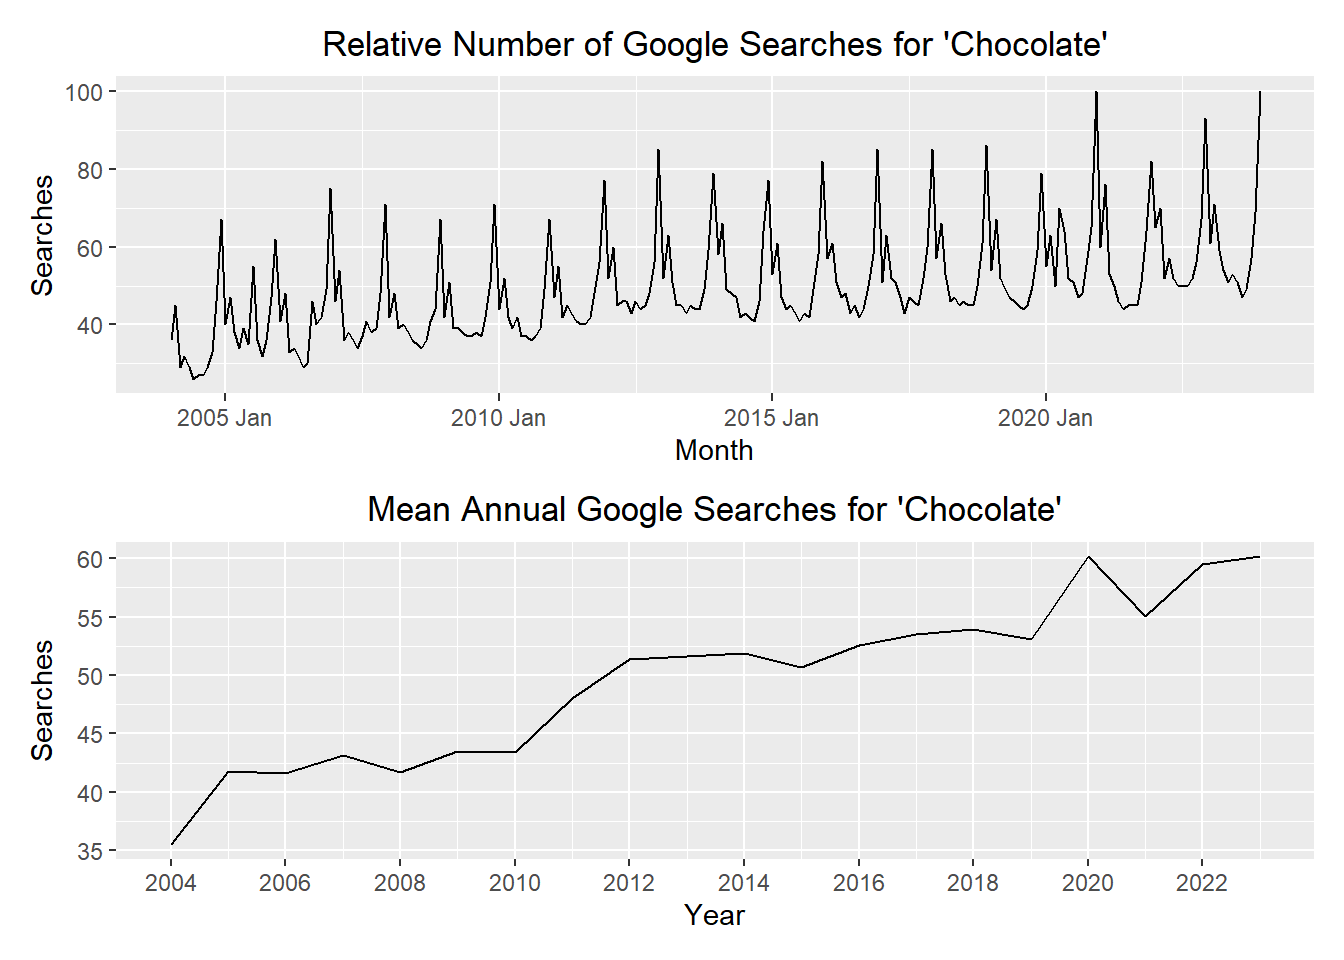 Relative Number of Google Searches for 'Chocolate'
100
80
60
40
Searches
2005 Jan 2010 Jan 2015 Jan 2020 Jan
Month
Mean Annual Google Searches for 'Chocolate'
60
55
50
45
40
35
Searches
2004 2006 2008 2010 2012 2014 2016 2018 2020 2022
Year